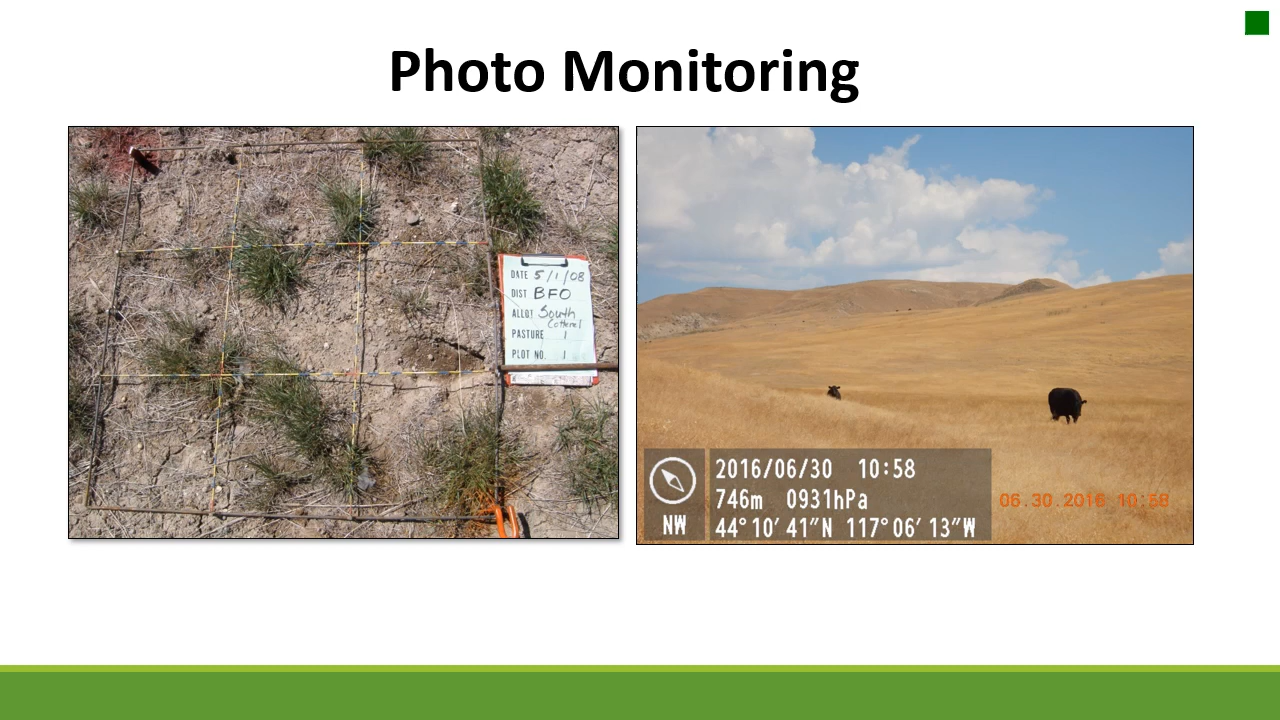 Photo Monitoring
DATE 5/1/08
DIST BFO
ALLOT South
Cotterel
PASTURE 1
PLOT NO. 1
2016/06/30 10:58
746m 0931hPa
NW
44°10′41″N 117°06′13″W
06.30.2016 10:58